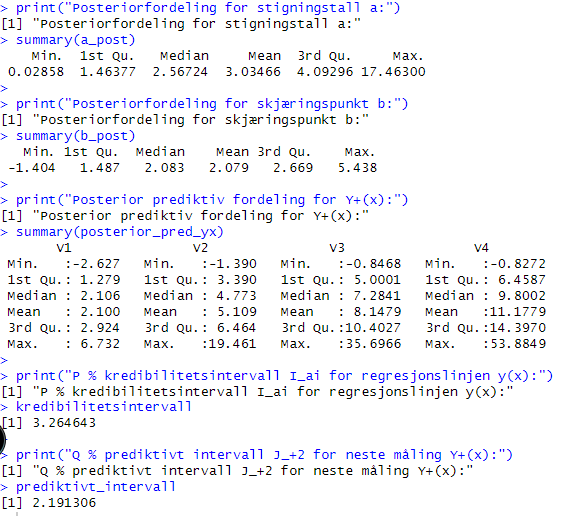 > print("Posteriorfordeling for stigningstall a:")
[1] "Posteriorfordeling for stigningstall a:"
> summary(a_post)
Min. 1st Qu. Median Mean 3rd Qu. Max.
0.02858 1.46377 2.56724 3.03466 4.09296 17.46300
>
> print("Posteriorfordeling for skjæringspunkt b:")
[1] "Posteriorfordeling for skjæringspunkt b:"
> summary(b_post)
Min. 1st Qu. Median Mean 3rd Qu. Max.
-1.404 1.487 2.083 2.079 2.669 5.438
>
> print("Posterior prediktiv fordeling for Y+(x):")
[1] "Posterior prediktiv fordeling for Y+(x):"
> summary(posterior_pred_yx)
V1 V2 V3 V4
Min. :-2.627 Min. :-1.390 Min. :-0.8468 Min. :-0.8272
1st Qu.: 1.279 1st Qu.: 3.390 1st Qu.: 5.0001 1st Qu.: 6.4587
Median : 2.106 Median : 4.773 Median : 7.2841 Median : 9.8002
Mean : 2.100 Mean : 5.109 Mean : 8.1479 Mean :11.1779
3rd Qu.: 2.924 3rd Qu.: 6.464 3rd Qu.:10.4027 3rd Qu.:14.3970
Max. : 6.732 Max. :19.461 Max. :35.6966 Max. :53.8849
>
> print("P % kredibilitetsintervall I_ai for regresjonslinjen y(x):")
[1] "P % kredibilitetsintervall I_ai for regresjonslinjen y(x):"
> kredibilitetsintervall
[1] 3.264643
> print("Q % prediktivt intervall J_+2 for neste måling Y+(x):")
[1] "Q % prediktivt intervall J_+2 for neste måling Y+(x):"
> prediktivt_intervall
[1] 2.191306